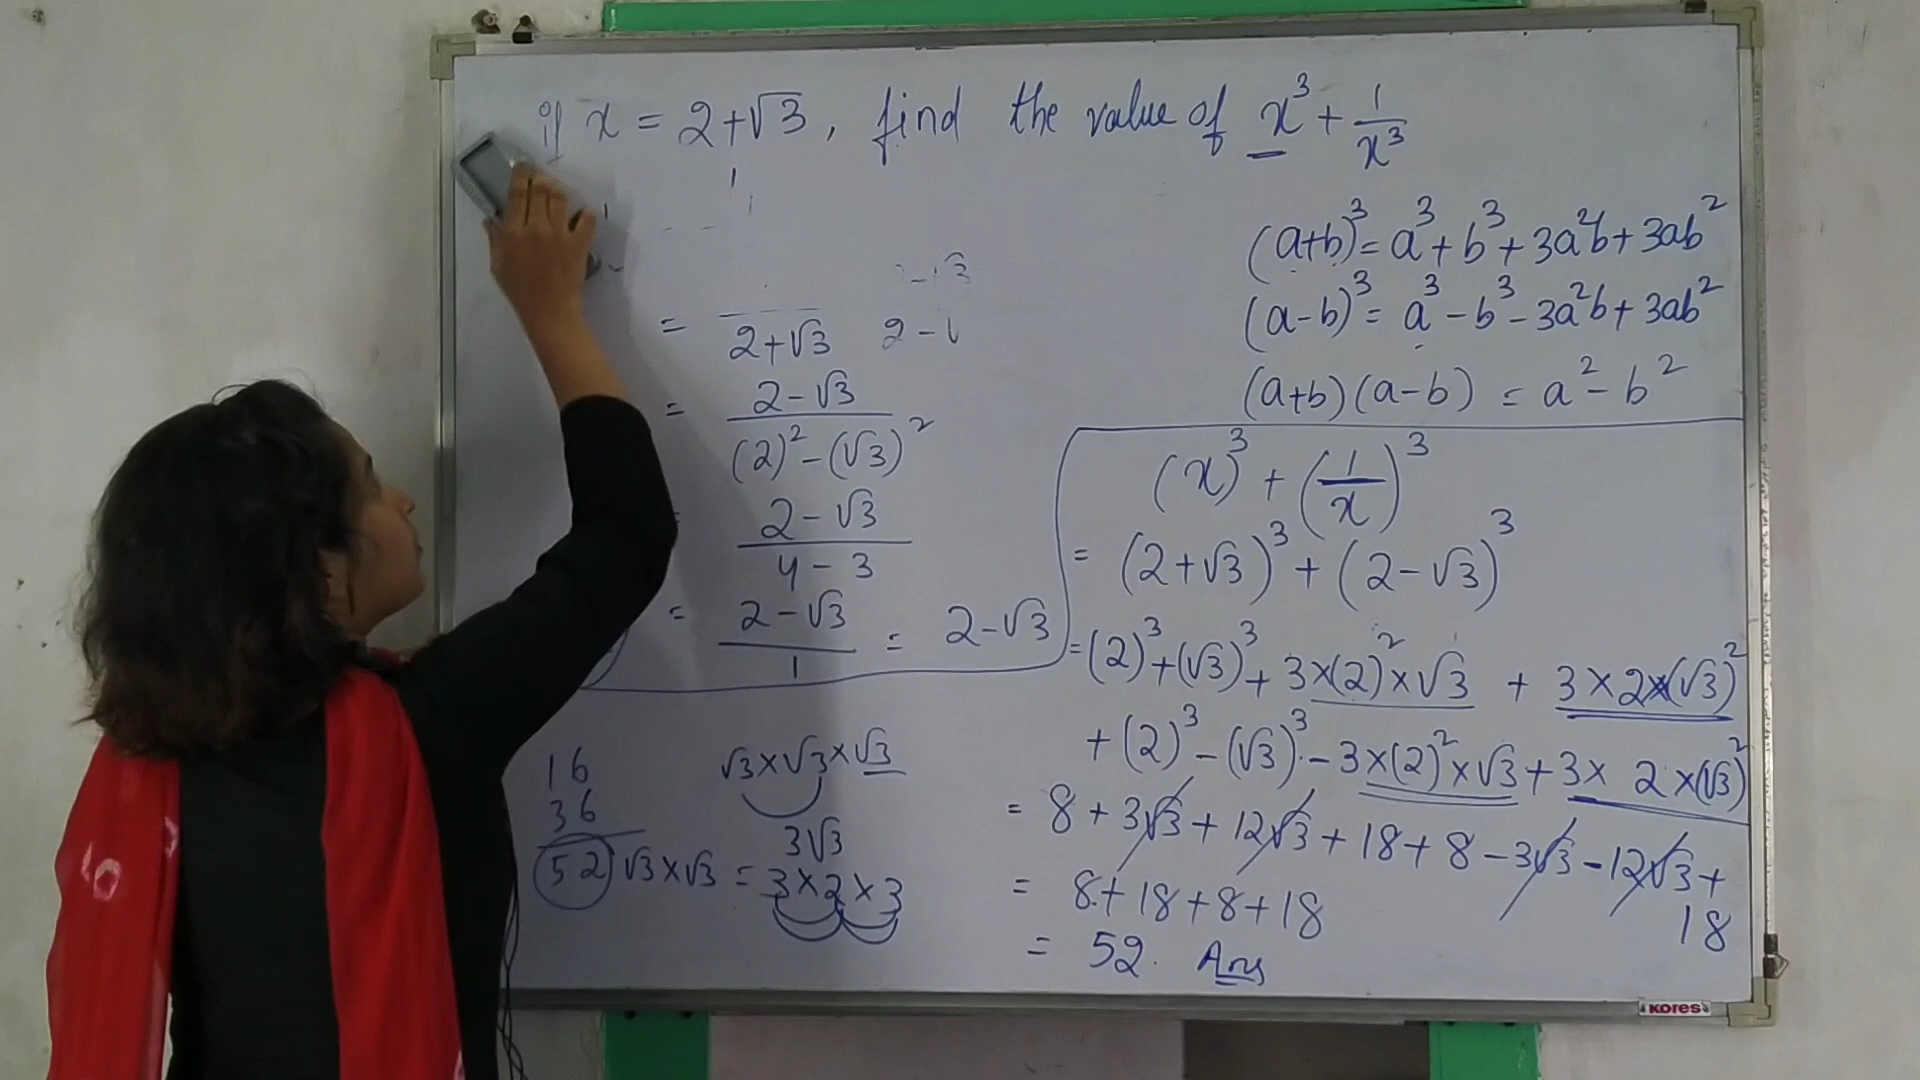 if x = 2+√3, find the value of x³ + 1/x³
(a+b)³ = a³ + b³ + 3a²b + 3ab²
(a-b)³ = a³ - b³ - 3a²b + 3ab²
(a+b)(a-b) = a² - b²
2-√3
= 2+√3 2-
= 2-√3 / (2)² - (√3)²
= 2-√3 / 4-3
= 2-√3 / 1 = 2-√3
16
36
52
√3×√3×√3
3√3
√3×√3 = 3×2×3
(x)³ + (1/x)³
= (2+√3)³ + (2-√3)³
= (2)³+(√3)³ + 3×(2)²×√3 + 3×2×(√3)²
+ (2)³ - (√3)³ - 3×(2)²×√3 + 3× 2×(√3)²
= 8 + 3√3 + 12√3 + 18 + 8 - 3√3 - 12√3 +
18
= 8+18+8+18
= 52. Ans
KORES